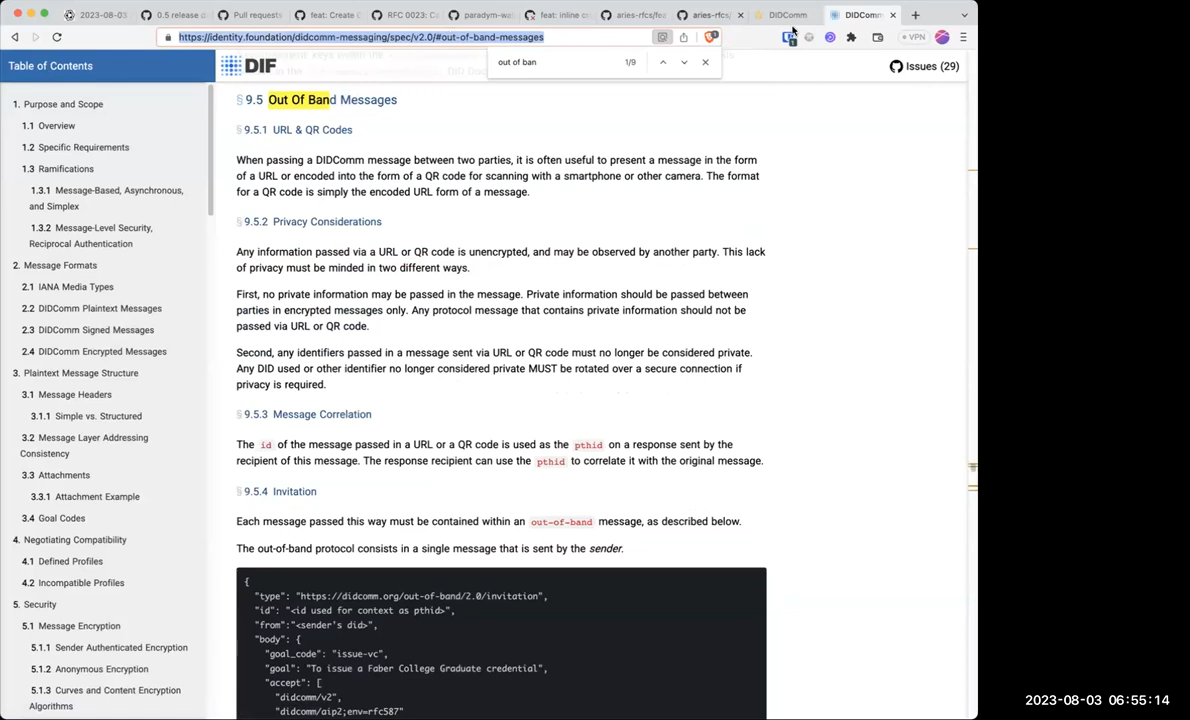 2023-08-03
0.5 release d
Pull requests
feat: Create
RFC 0023: C
paradym-wa
feat: inline c
aries-rfcs/fea
aries-rfcs
DIDComm
DIDComm
https://identity.foundation/didcomm-messaging/spec/v2.0/#out-of-band-messages
VPN
out of ban
1/9
Table of Contents
DIF
Issues (29)
1. Purpose and Scope
1.1 Overview
1.2 Specific Requirements
1.3 Ramifications
1.3.1 Message-Based, Asynchronous,
and Simplex
1.3.2 Message-Level Security,
Reciprocal Authentication
2. Message Formats
2.1 IANA Media Types
2.2 DIDComm Plaintext Messages
2.3 DIDComm Signed Messages
2.4 DIDComm Encrypted Messages
3. Plaintext Message Structure
3.1 Message Headers
3.1.1 Simple vs. Structured
3.2 Message Layer Addressing
Consistency
3.3 Attachments
3.3.1 Attachment Example
3.4 Goal Codes
4. Negotiating Compatibility
4.1 Defined Profiles
4.2 Incompatible Profiles
5. Security
5.1 Message Encryption
5.1.1 Sender Authenticated Encryption
5.1.2 Anonymous Encryption
5.1.3 Curves and Content Encryption
Algorithms
§ 9.5 Out Of Band Messages
§ 9.5.1 URL & QR Codes
When passing a DIDComm message between two parties, it is often useful to present a message in the form
of a URL or encoded into the form of a QR code for scanning with a smartphone or other camera. The format
for a QR code is simply the encoded URL form of a message.
§ 9.5.2 Privacy Considerations
Any information passed via a URL or QR code is unencrypted, and may be observed by another party. This lack
of privacy must be minded in two different ways.
First, no private information may be passed in the message. Private information should be passed between
parties in encrypted messages only. Any protocol message that contains private information should not be
passed via URL or QR code.
Second, any identifiers passed in a message sent via URL or QR code must no longer be considered private.
Any DID used or other identifier no longer considered private MUST be rotated over a secure connection if
privacy is required.
§ 9.5.3 Message Correlation
The id of the message passed in a URL or a QR code is used as the pthid on a response sent by the
recipient of this message. The response recipient can use the pthid to correlate it with the original message.
§ 9.5.4 Invitation
Each message passed this way must be contained within an out-of-band message, as described below.
The out-of-band protocol consists in a single message that is sent by the sender.
{
"type": "https://didcomm.org/out-of-band/2.0/invitation",
"id": "<id used for context as pthid>",
"from":"<sender's did>",
"body": {
"goal_code": "issue-vc",
"goal": "To issue a Faber College Graduate credential",
"accept": [
"didcomm/v2",
"didcomm/aip2;env=rfc587"
2023-08-03 06:55:14